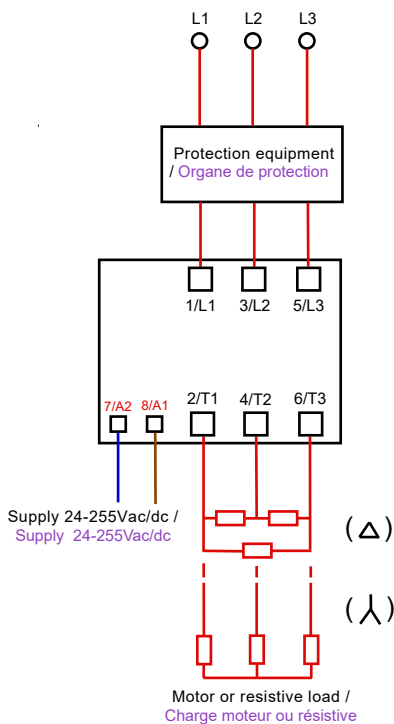 L1 L2 L3
Protection equipment
/ Organe de protection
1/L1 3/L2 5/L3
2/T1 4/T2 6/T3
7/A2 8/A1
Supply 24-255Vac/dc /
Supply 24-255Vac/dc
(△)
(⅄)
Motor or resistive load /
Charge moteur ou résistive